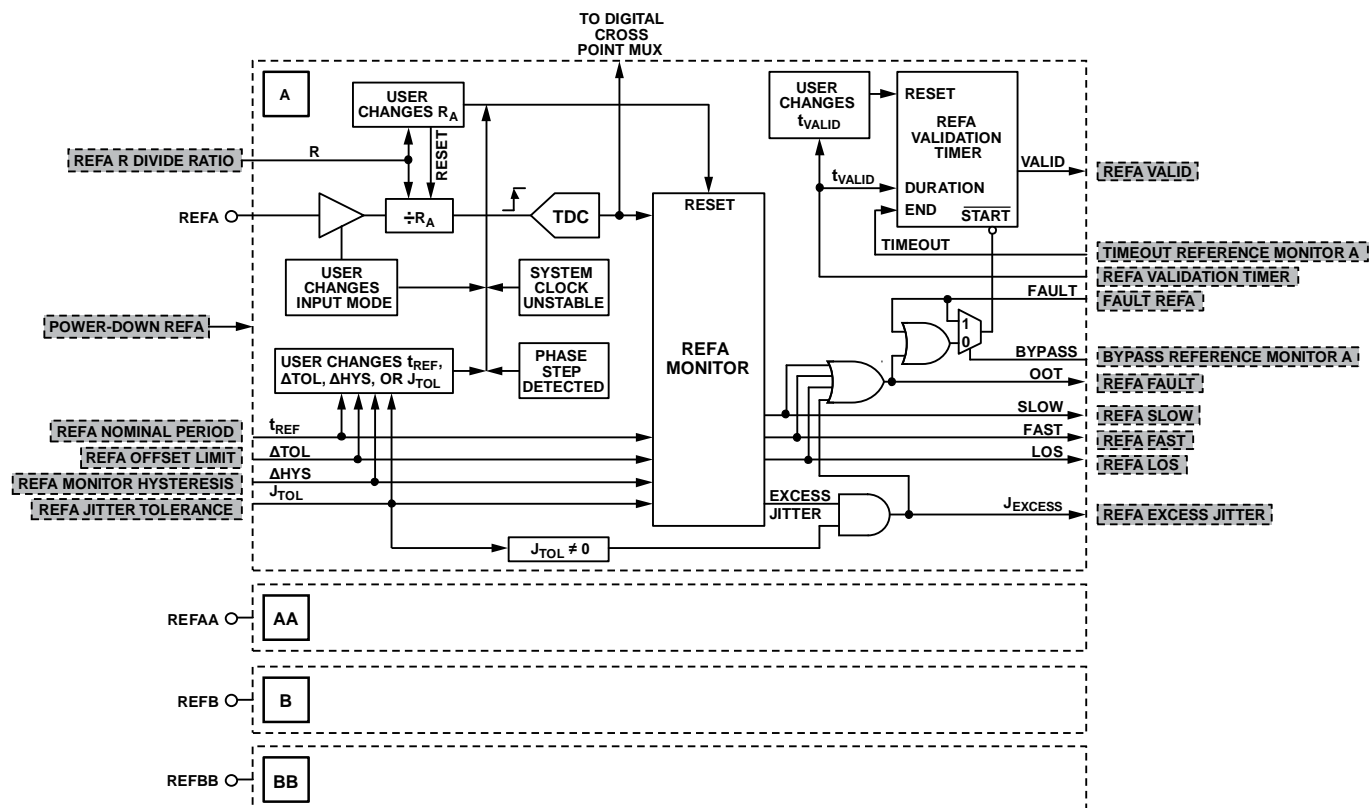 TO DIGITAL
CROSS
POINT MUX
A
USER
CHANGES RA
RESET
REFA R DIVIDE RATIO
R
REFA
÷RA
TDC
USER
CHANGES
INPUT MODE
SYSTEM
CLOCK
UNSTABLE
POWER-DOWN REFA
USER CHANGES tREF,
ΔTOL, ΔHYS, OR JTOL
PHASE
STEP
DETECTED
REFA NOMINAL PERIOD
tREF
REFA OFFSET LIMIT
ΔTOL
REFA MONITOR HYSTERESIS
ΔHYS
REFA JITTER TOLERANCE
JTOL
JTOL ≠ 0
RESET
REFA
MONITOR
USER
CHANGES
tVALID
RESET
REFA
VALIDATION
TIMER
tVALID
DURATION
END
START
VALID
REFA VALID
TIMEOUT
TIMEOUT REFERENCE MONITOR A
REFA VALIDATION TIMER
FAULT
FAULT REFA
1
0
BYPASS
BYPASS REFERENCE MONITOR A
OOT
REFA FAULT
SLOW
REFA SLOW
FAST
REFA FAST
LOS
REFA LOS
EXCESS
JITTER
JEXCESS
REFA EXCESS JITTER
REFAA
AA
REFB
B
REFBB
BB